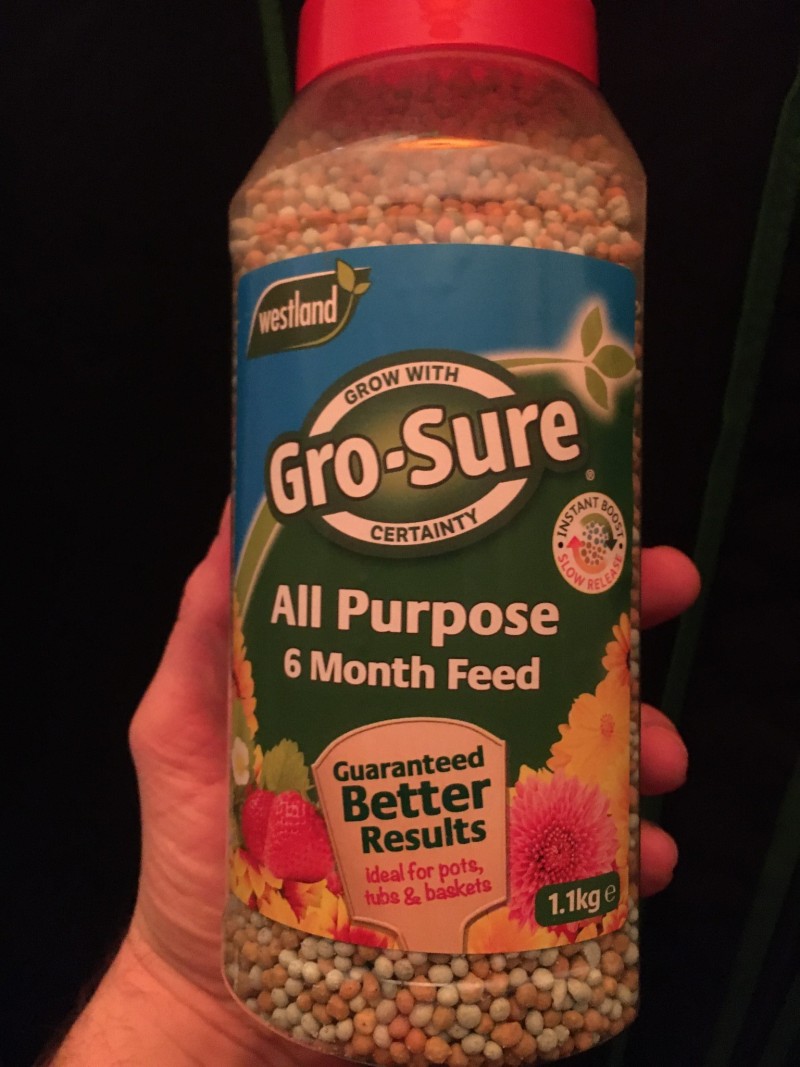 westland
GROW WITH
Gro-Sure
®
CERTAINTY
INSTANT BOOST
SLOW RELEASE
All Purpose
6 Month Feed
Guaranteed
Better
Results
ideal for pots,
tubs & baskets
1.1kg e